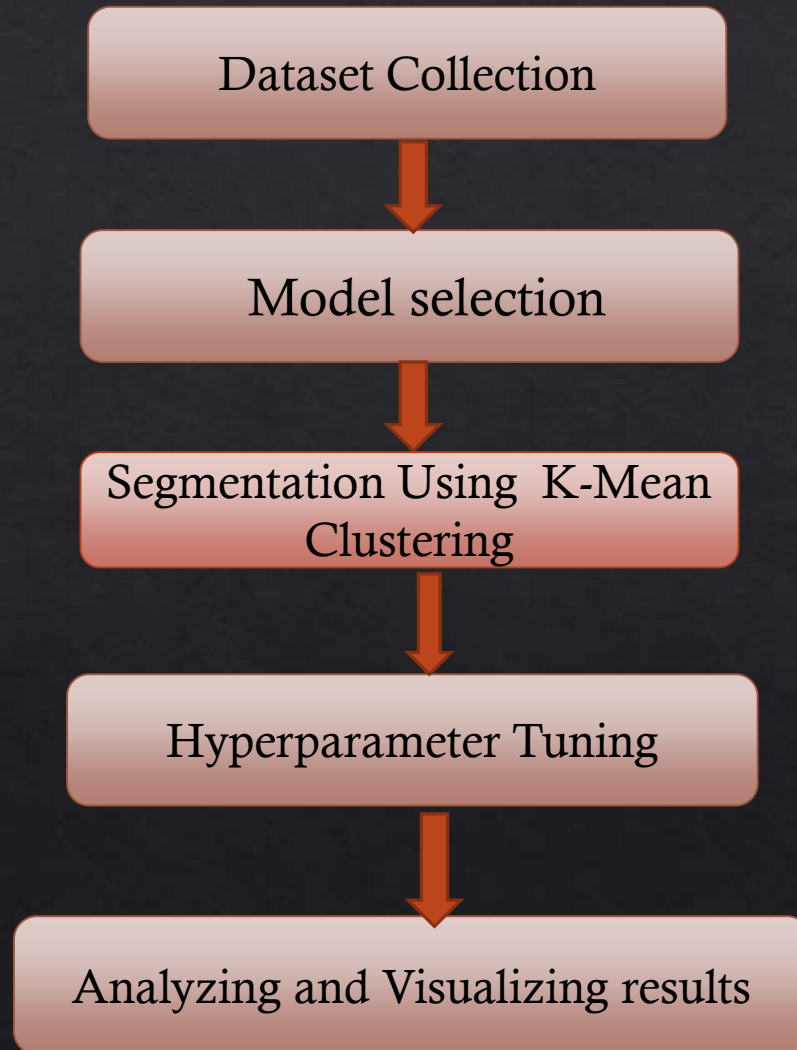 Dataset Collection
Model selection
Segmentation Using K-Mean
Clustering
Hyperparameter Tuning
Analyzing and Visualizing results